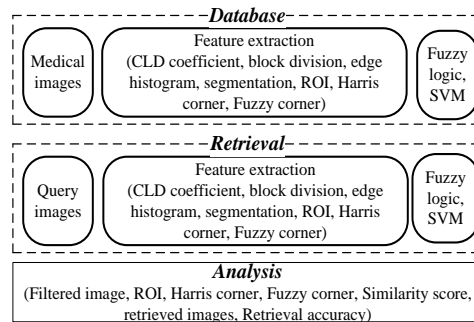 Database
Medical
images
Feature extraction
(CLD coefficient, block division, edge
histogram, segmentation, ROI, Harris
corner, Fuzzy corner)
Fuzzy
logic,
SVM
Retrieval
Query
images
Feature extraction
(CLD coefficient, block division, edge
histogram, segmentation, ROI, Harris
corner, Fuzzy corner)
Fuzzy
logic,
SVM
Analysis
(Filtered image, ROI, Harris corner, Fuzzy corner, Similarity score,
retrieved images, Retrieval accuracy)